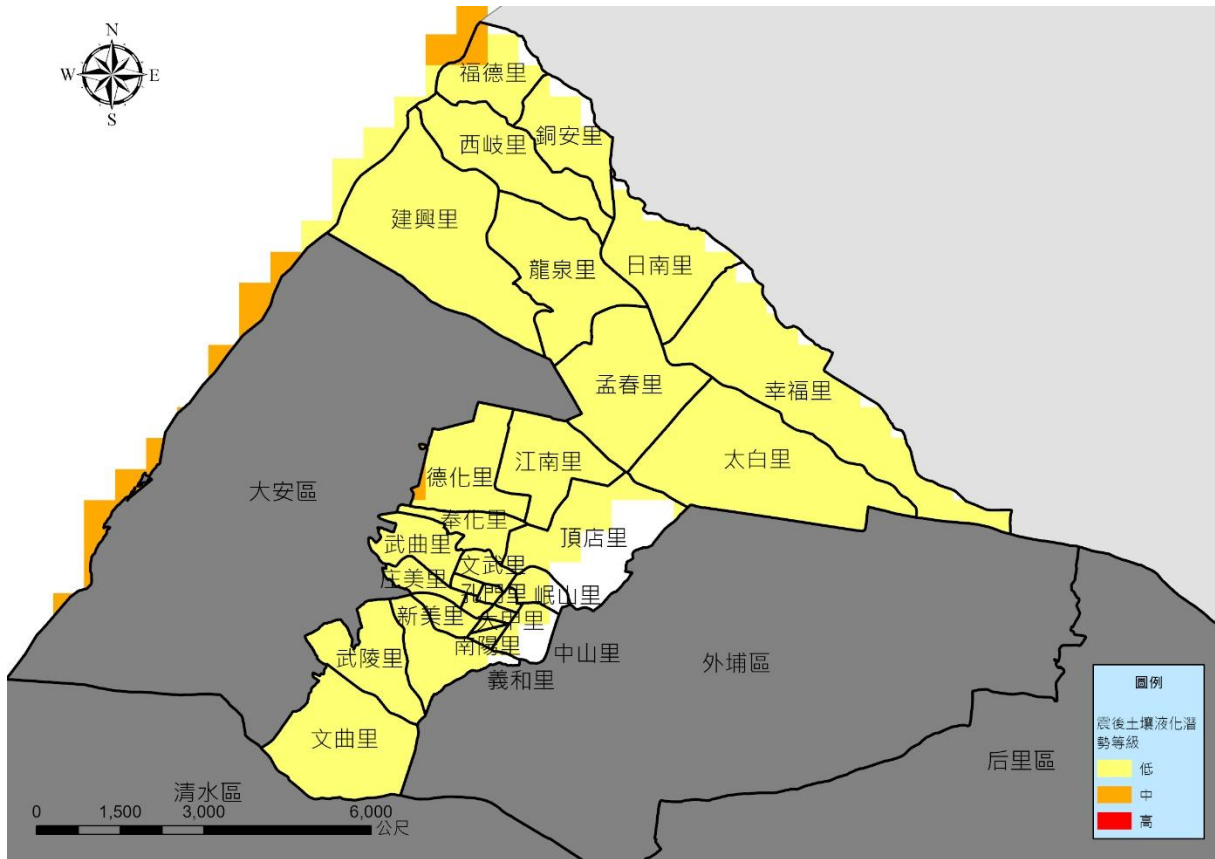 N
W
E
S
福德里
銅安里
西岐里
建興里
龍泉里
日南里
孟春里
幸福里
太白里
江南里
德化里
大安區
奉化里
頂店里
武曲里
文武里
庄美里
孔門里
岷山里
新美里
大甲里
南陽里
中山里
武陵里
義和里
外埔區
文曲里
后里區
清水區
0
1,500
3,000
6,000
公尺
圖例
震後土壤液化潛
勢等級
低
中
高